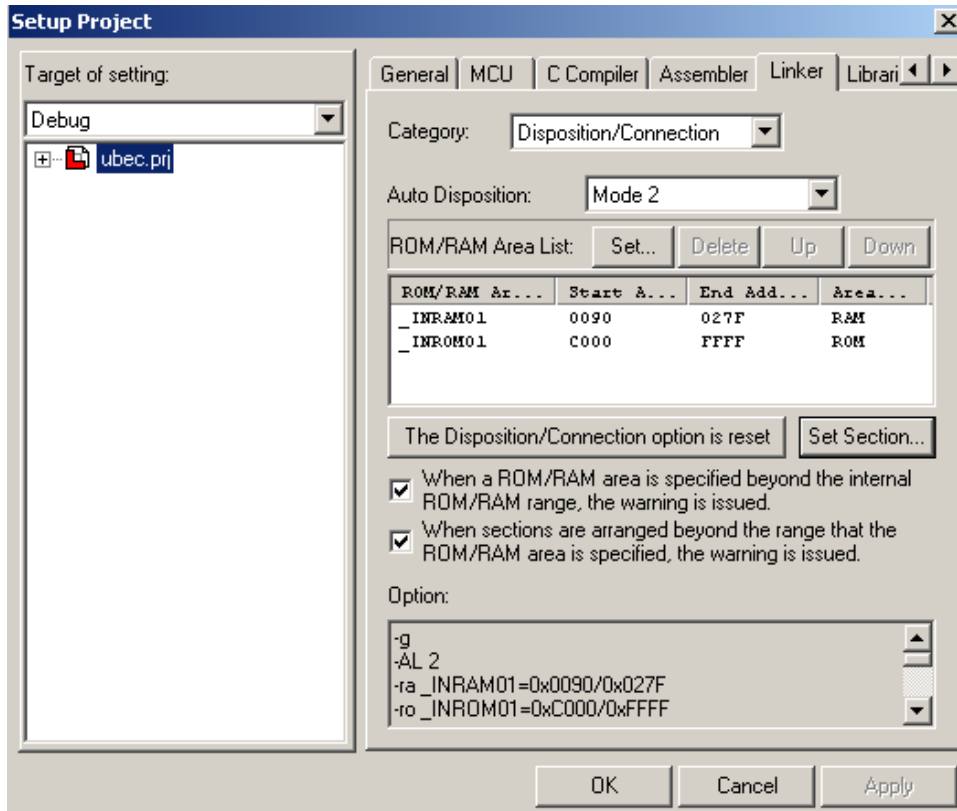 Setup Project
Target of setting:
Debug
ubec.prj
General
MCU
C Compiler
Assembler
Linker
Librari
Category:
Disposition/Connection
Auto Disposition:
Mode 2
ROM/RAM Area List:
Set...
Delete
Up
Down
ROM/RAM Ar... Start A... End Add... Area...
_INRAM01 0090 027F RAM
_INROM01 C000 FFFF ROM
The Disposition/Connection option is reset
Set Section...
When a ROM/RAM area is specified beyond the internal
ROM/RAM range, the warning is issued.
When sections are arranged beyond the range that the
ROM/RAM area is specified, the warning is issued.
Option:
-g
-AL 2
-ra _INRAM01=0x0090/0x027F
-ro _INROM01=0xC000/0xFFFF
OK
Cancel
Apply